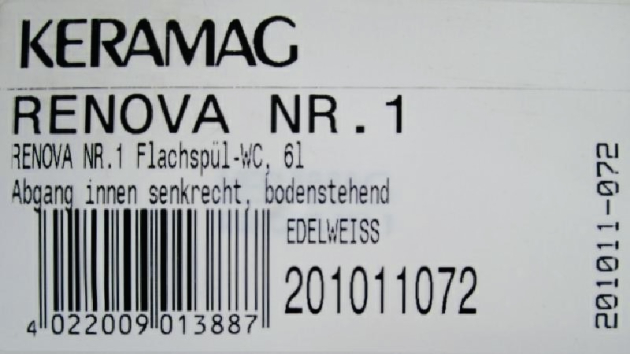 KERAMAG
RENOVA NR.1
RENOVA NR.1 Flachspül-WC, 6l
Abgang innen senkrecht, bodenstehend
EDELWEISS
201011072
4 022009 013887
201011-072